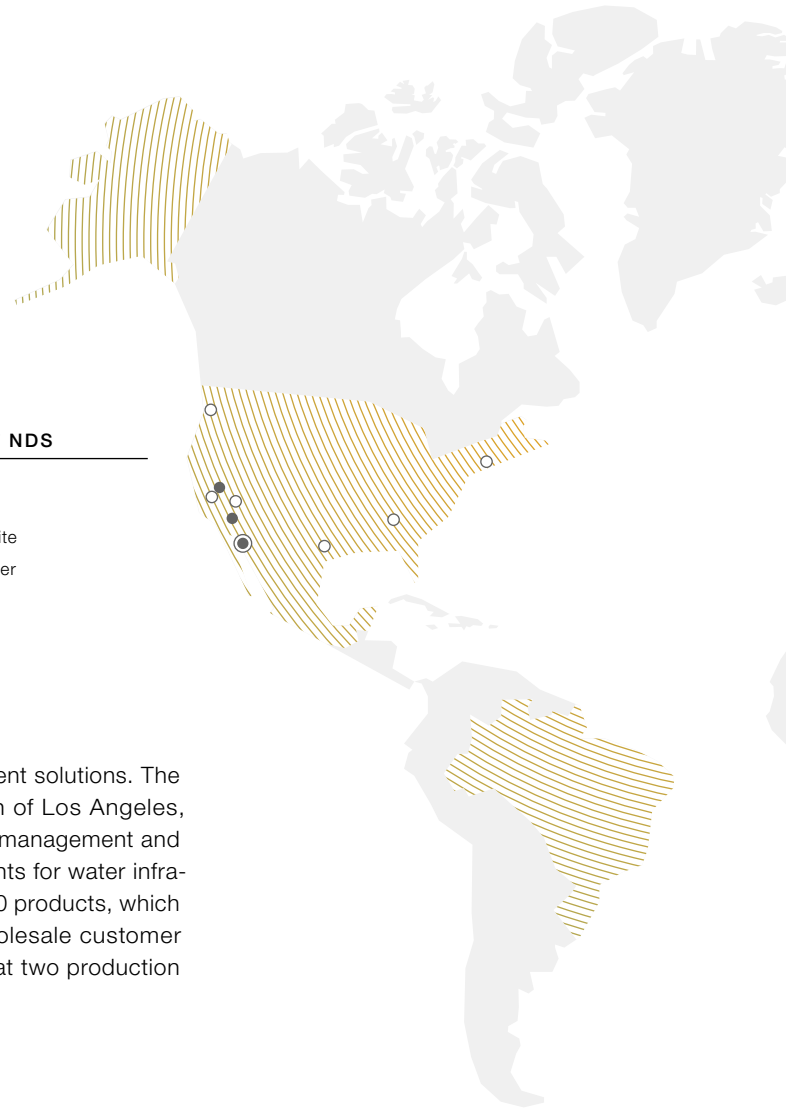 NDS
ite
er
ent solutions. The
n of Los Angeles,
management and
nts for water infra-
0 products, which
olesale customer
at two production